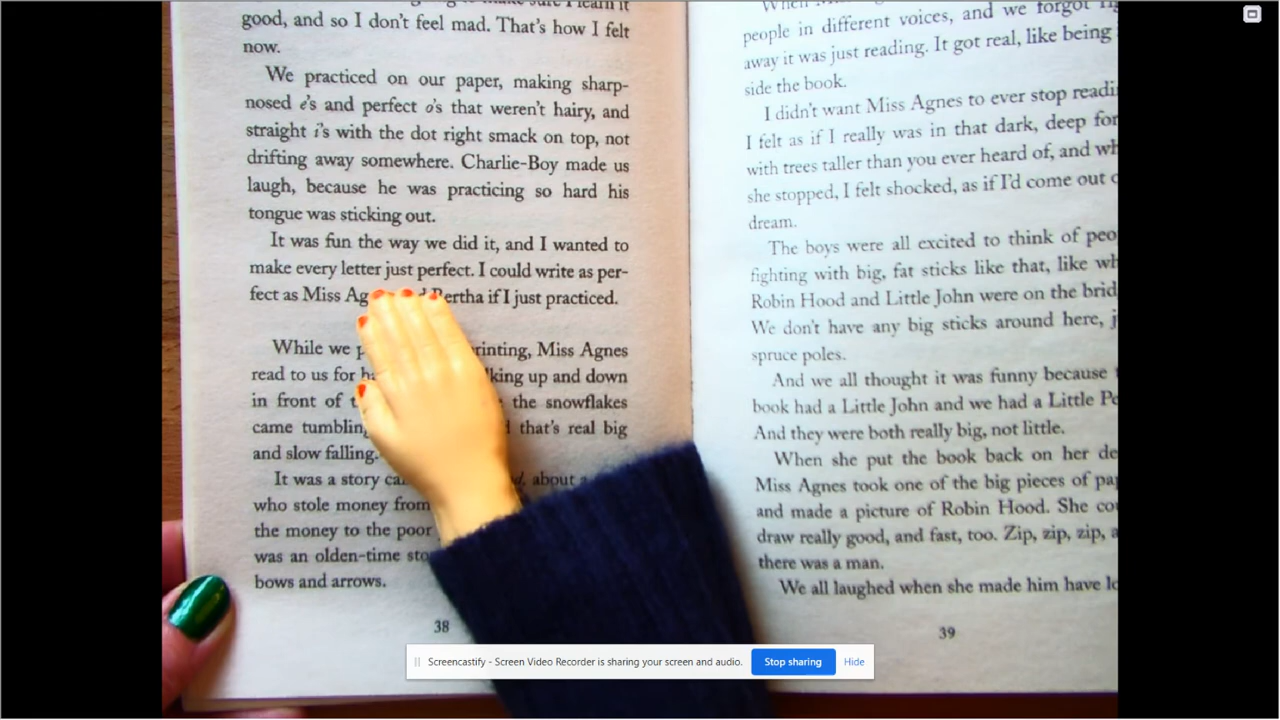 good, and so I don't feel mad. That's how I felt
now.
We practiced on our paper, making sharp-
nosed e's and perfect o's that weren't hairy, and
straight i's with the dot right smack on top, not
drifting away somewhere. Charlie-Boy made us
laugh, because he was practicing so hard his
tongue was sticking out.
It was fun the way we did it, and I wanted to
make every letter just perfect. I could write as per-
fect as Miss Bertha if I just practiced.
While we Miss Agnes
read to us for up and down
in front of the snowflakes
came that's real big
and slow falling.
It was a story about
who stole money from
the money to the poor
was an olden-time
bows and arrows.
38
people in different voices, and we forgot
away it was just reading. It got real, like being
side the book.
I didn't want Miss Agnes to ever stop
I felt as if I really was in that dark, deep
with trees taller than you ever heard of, and
she stopped, I felt shocked, as if I'd come out
dream.
The boys were all excited to think of
fighting with big, fat sticks like that, like
Robin Hood and Little John were on the
We don't have any big sticks around here,
spruce poles.
And we all thought it was funny because
book had a Little John and we had a Little
And they were both really big, not little.
When she put the book back on her
Miss Agnes took one of the big pieces of
and made a picture of Robin Hood. She
draw really good, and fast, too. Zip, zip, zip,
there was a man.
We all laughed when she made him have
39
Screencastify - Screen Video Recorder is sharing your screen and audio.
Stop sharing
Hide